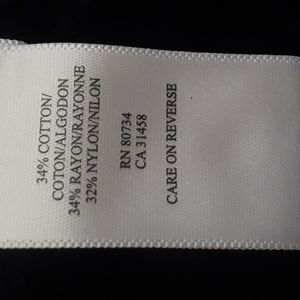 34% COTTON/
COTON/ALGODON
34% RAYON/RAYONNE
32% NYLON/NILON
RN 80734
CA 31458
CARE ON REVERSE